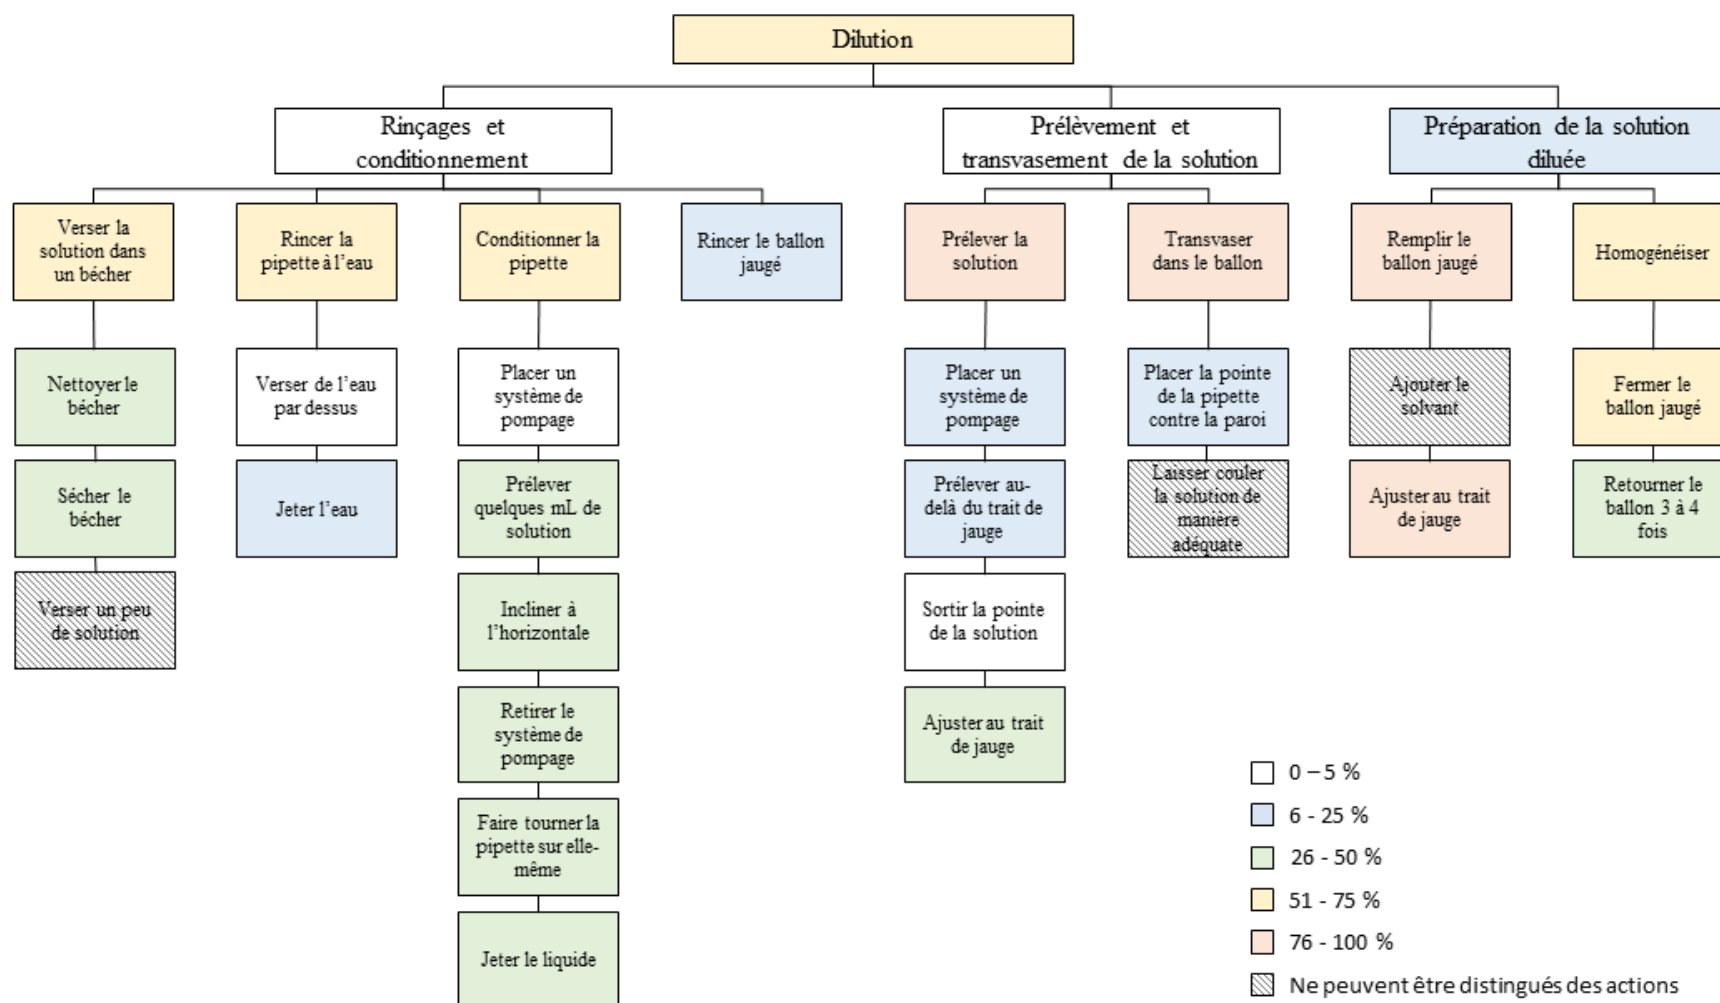 Dilution
Rinçages et
conditionnement
Prélèvement et
transvasement de la solution
Préparation de la solution
diluée
Verser la
solution dans
un bécher
Rincer la
pipette à l'eau
Conditionner la
pipette
Rincer le ballon
jaugé
Prélever la
solution
Transvaser
dans le ballon
Remplir le
ballon jaugé
Homogénéiser
Nettoyer le
bécher
Verser de l'eau
par dessus
Placer un
système de
pompage
Placer un
système de
pompage
Placer la pointe
de la pipette
contre la paroi
Ajouter le
solvant
Fermer le
ballon jaugé
Sécher le
bécher
Jeter l'eau
Prélever
quelques mL de
solution
Prélever au-
delà du trait de
jauge
Laisser couler
la solution de
manière
adéquate
Ajuster au trait
de jauge
Retourner le
ballon 3 à 4
fois
Verser un peu
de solution
Incliner à
l'horizontale
Sortir la pointe
de la solution
Retirer le
système de
pompage
Ajuster au trait
de jauge
Faire tourner la
pipette sur elle-
même
Jeter le liquide
0 – 5 %
6 - 25 %
26 - 50 %
51 - 75 %
76 - 100 %
Ne peuvent être distingués des actions